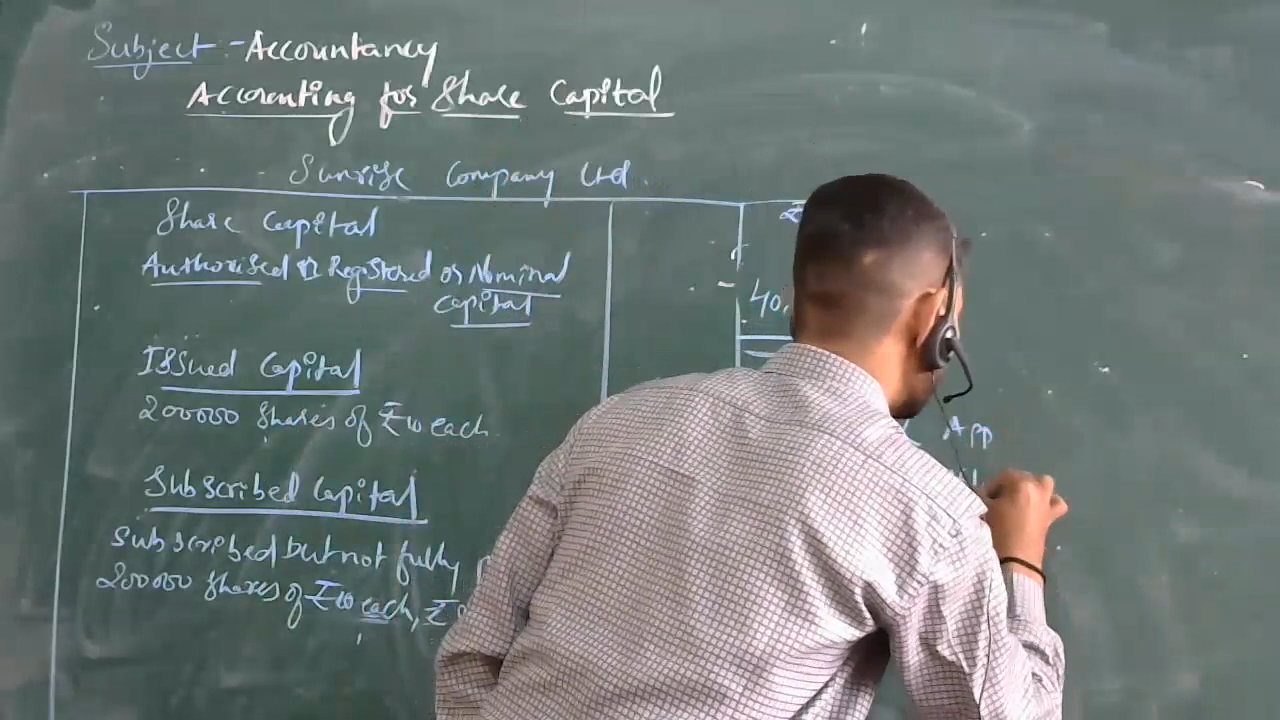 Subject :- Accountancy
Accounting for Share Capital
Sunrise Company Ltd.
Share Capital
₹
Authorised or Registered or Nominal
Capital
40,
Issued Capital
200000 Shares of ₹10 each
App
Subscribed Capital
Subscribed but not fully
200000 Shares of ₹10 each, ₹